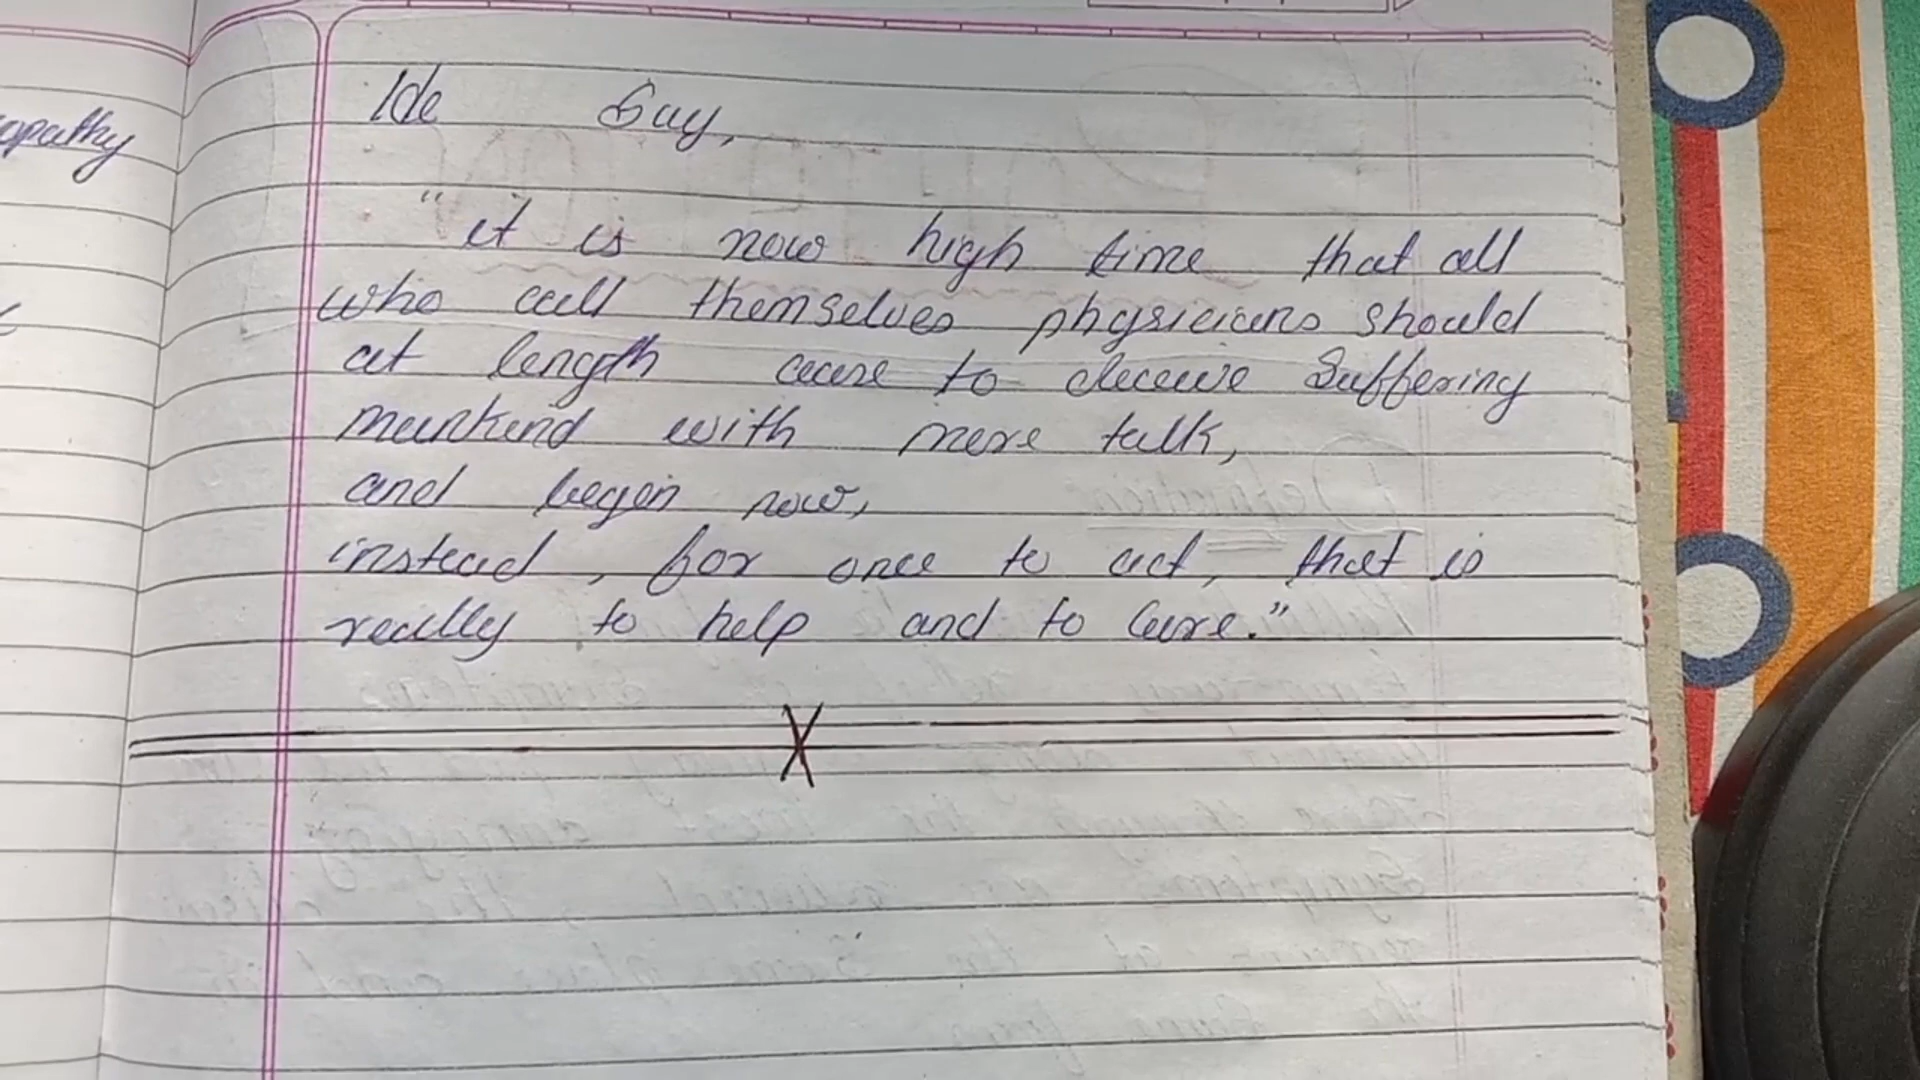 opathy
Ide Say,
"it is now high time that all
who call themselves physicians should
at length cease to deceive Suffering
mankind with mere talk,
and begin now,
instead, for once to act, that is
really to help and to Cure."
X